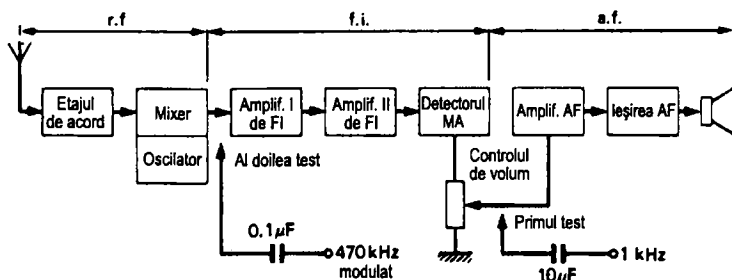 r.f
f.i.
a.f.
Etajul
de acord
Mixer
Oscilator
Amplif. I
de FI
Amplif. II
de FI
Detectorul
MA
Amplif. AF
Ieșirea AF
Al doilea test
Controlul
de volum
Primul test
0.1µF
470kHz
modulat
10µF
1 kHz